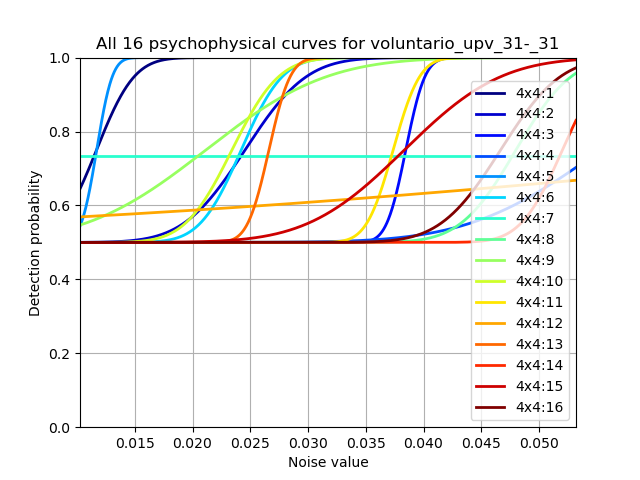 All 16 psychophysical curves for voluntario_upv_31-_31
1.0
0.8
0.6
0.4
0.2
0.0
Detection probability
0.015
0.020
0.025
0.030
0.035
0.040
0.045
0.050
Noise value
4x4:1
4x4:2
4x4:3
4x4:4
4x4:5
4x4:6
4x4:7
4x4:8
4x4:9
4x4:10
4x4:11
4x4:12
4x4:13
4x4:14
4x4:15
4x4:16